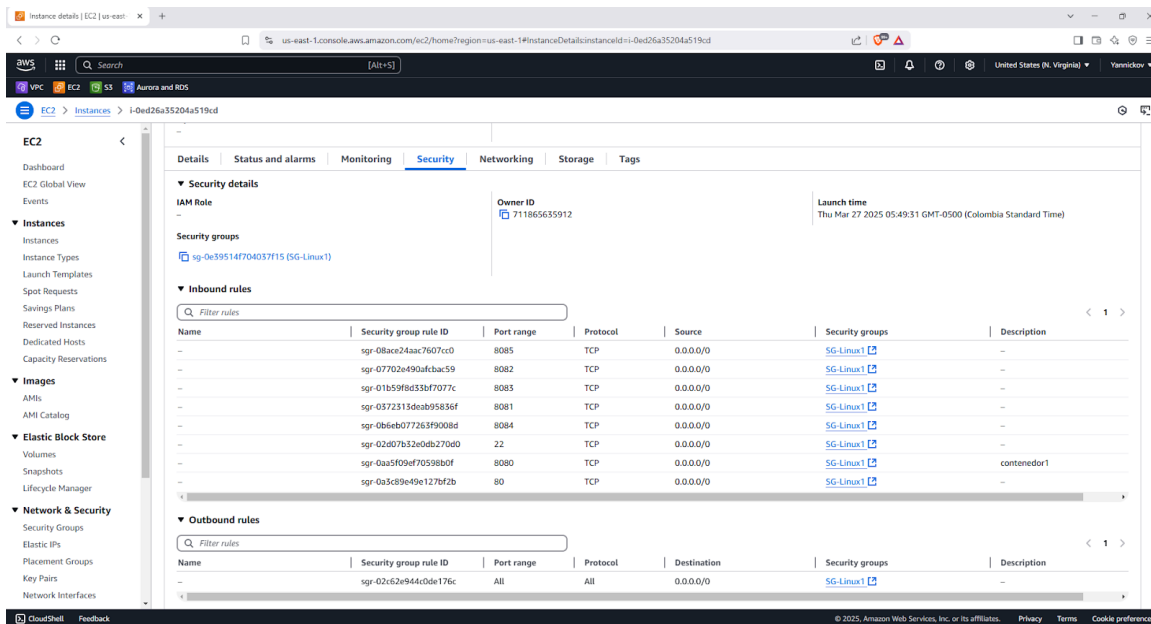 Instance details | EC2 | us-east-
us-east-1.console.aws.amazon.com/ec2/home?region=us-east-1#InstanceDetails:instanceId=i-0ed26a35204a519cd
aws Search [Alt+S] United States (N. Virginia) Yannickov
VPC EC2 S3 Aurora and RDS
EC2 > Instances > i-0ed26a35204a519cd
EC2
Dashboard
EC2 Global View
Events
Instances
Instances
Instance Types
Launch Templates
Spot Requests
Savings Plans
Reserved Instances
Dedicated Hosts
Capacity Reservations
Images
AMIs
AMI Catalog
Elastic Block Store
Volumes
Snapshots
Lifecycle Manager
Network & Security
Security Groups
Elastic IPs
Placement Groups
Key Pairs
Network Interfaces
–
Details Status and alarms Monitoring Security Networking Storage Tags
Security details
IAM Role Owner ID Launch time
– 711865635912 Thu Mar 27 2025 05:49:31 GMT-0500 (Colombia Standard Time)
Security groups
sg-0e39514f704037f15 (SG-Linux1)
Inbound rules
Filter rules < 1 >
Name Security group rule ID Port range Protocol Source Security groups Description
– sgr-08ace24aac7607cc0 8085 TCP 0.0.0.0/0 SG-Linux1 –
– sgr-07702e490afcbac59 8082 TCP 0.0.0.0/0 SG-Linux1 –
– sgr-01b59f8d33bf7077c 8083 TCP 0.0.0.0/0 SG-Linux1 –
– sgr-0372313deab95836f 8081 TCP 0.0.0.0/0 SG-Linux1 –
– sgr-0b6eb077263f9008d 8084 TCP 0.0.0.0/0 SG-Linux1 –
– sgr-02d07b32e0db270d0 22 TCP 0.0.0.0/0 SG-Linux1 –
– sgr-0aa5f09ef70598b0f 8080 TCP 0.0.0.0/0 SG-Linux1 contenedor1
– sgr-0a3c89e49e127bf2b 80 TCP 0.0.0.0/0 SG-Linux1 –
Outbound rules
Filter rules < 1 >
Name Security group rule ID Port range Protocol Destination Security groups Description
– sgr-02c62e944c0de176c All All 0.0.0.0/0 SG-Linux1 –
CloudShell Feedback © 2025, Amazon Web Services, Inc. or its affiliates. Privacy Terms Cookie preference